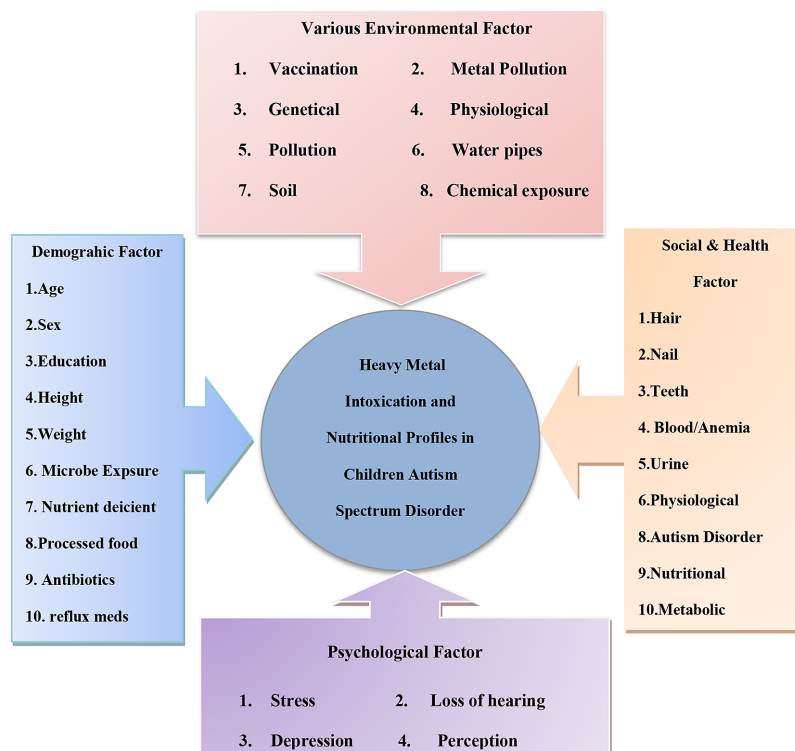 Various Environmental Factor
1. Vaccination 2. Metal Pollution
3. Genetical 4. Physiological
5. Pollution 6. Water pipes
7. Soil 8. Chemical exposure
Demograhic Factor
1.Age
2.Sex
3.Education
4.Height
5.Weight
6. Microbe Expsure
7. Nutrient deicient
8.Processed food
9. Antibiotics
10. reflux meds
Heavy Metal
Intoxication and
Nutritional Profiles in
Children Autism
Spectrum Disorder
Social & Health
Factor
1.Hair
2.Nail
3.Teeth
4. Blood/Anemia
5.Urine
6.Physiological
8.Autism Disorder
9.Nutritional
10.Metabolic
Psychological Factor
1. Stress 2. Loss of hearing
3. Depression 4. Perception